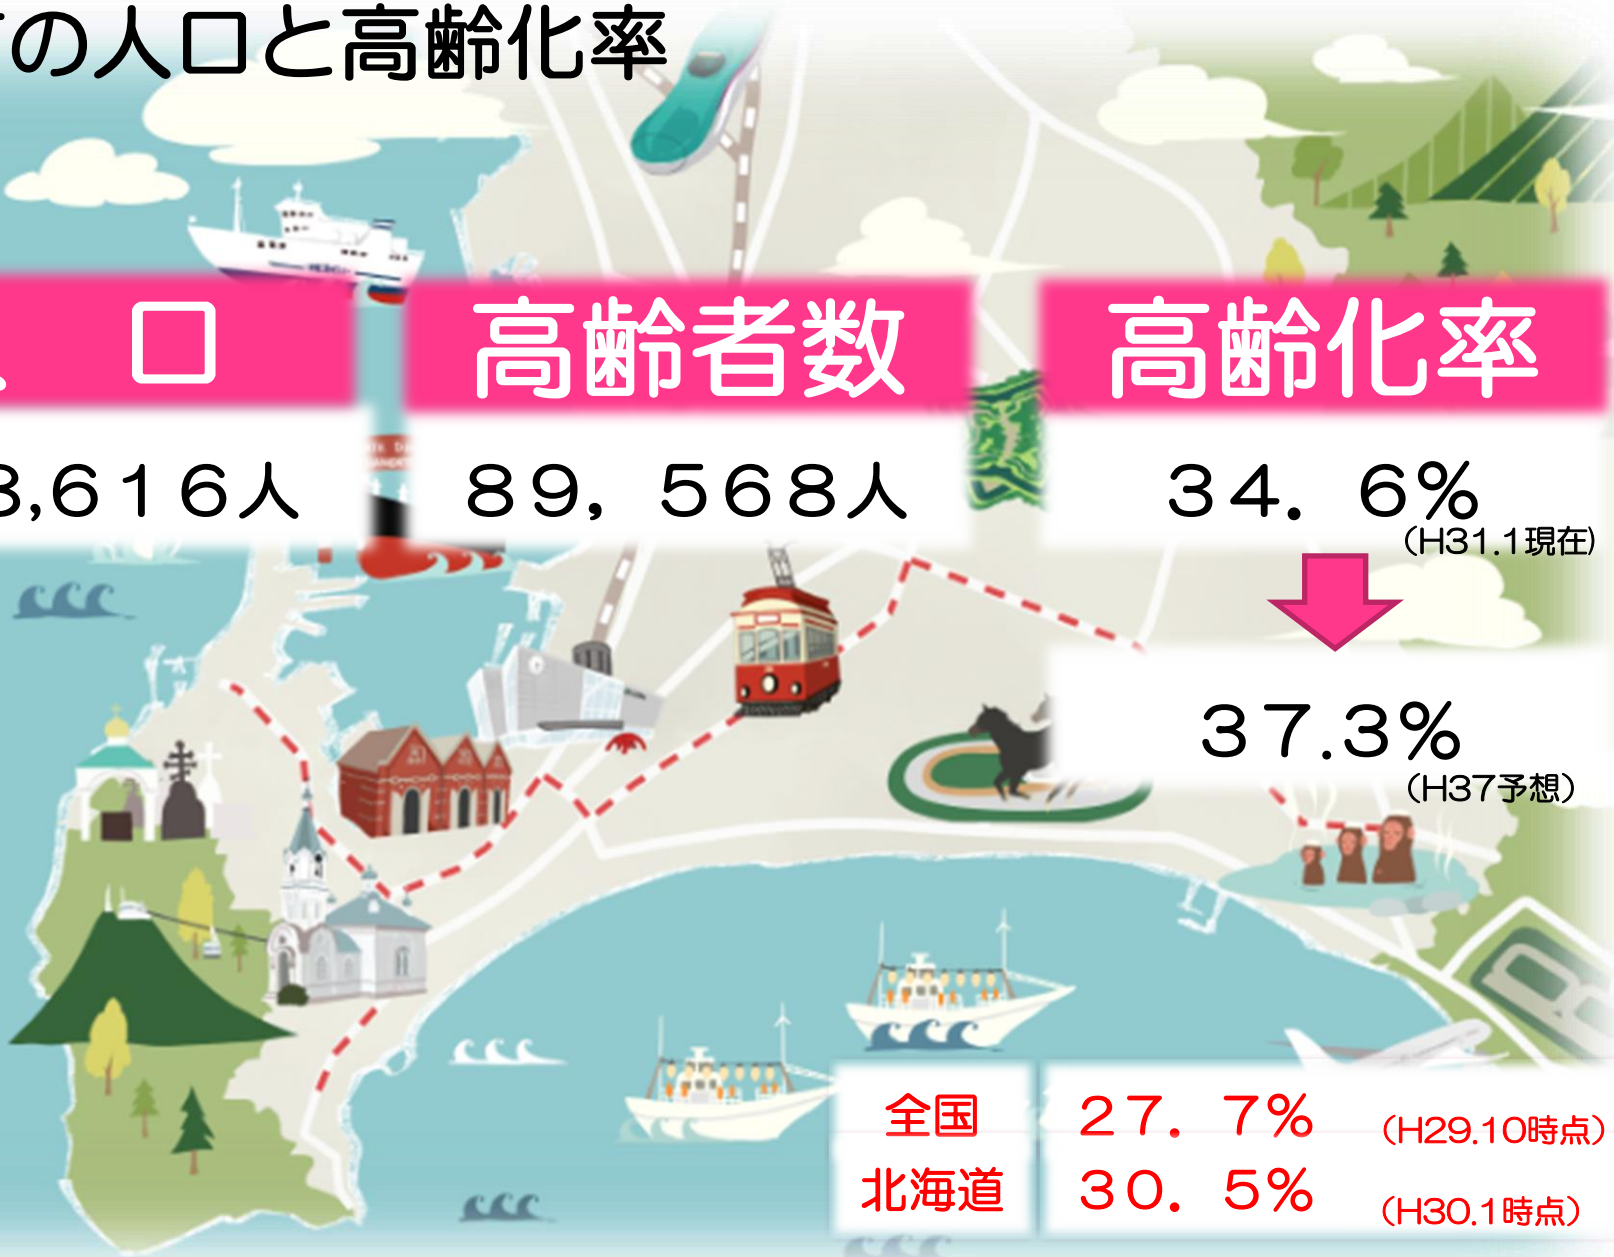 の人口と高齢化率
口 高齢者数 高齢化率
8,616人 89，568人 34．6%
（H31.1現在）
37.3%
（H37予想）
全国 27．7% （H29.10時点）
北海道 30．5% （H30.1時点）